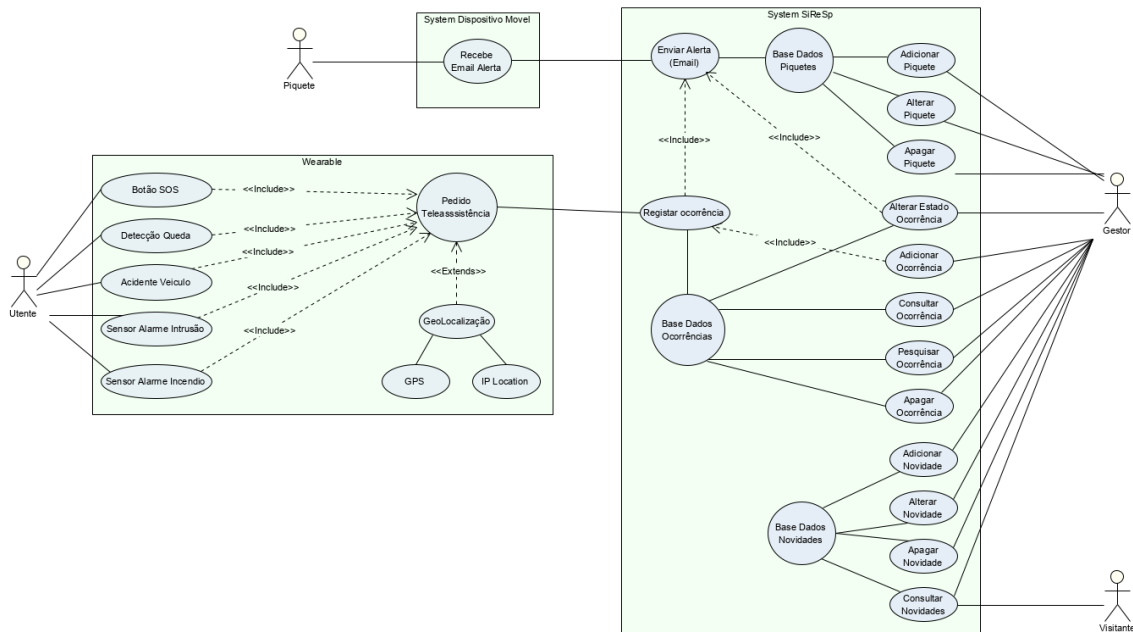 System Dispositivo Movel
System SiReSp
Recebe
Email Alerta
Piquete
Enviar Alerta
(Email)
Base Dados
Piquetes
Adicionar
Piquete
Alterar
Piquete
Apagar
Piquete
<<Include>>
<<Include>>
Wearable
Botão SOS
<<Include>>
Pedido
Teleasssistência
Detecção Queda
<<Include>>
<<Include>>
Acidente Veiculo
<<Extends>>
<<Include>>
Sensor Alarme Intrusão
<<Include>>
GeoLocalização
Sensor Alarme Incendio
GPS
IP Location
Utente
Registar ocorrência
Alterar Estado
Ocorrência
<<Include>>
Adicionar
Ocorrência
Gestor
Base Dados
Ocorrências
Consultar
Ocorrência
Pesquisar
Ocorrência
Apagar
Ocorrência
Adicionar
Novidade
Base Dados
Novidades
Alterar
Novidade
Apagar
Novidade
Consultar
Novidades
Visitante